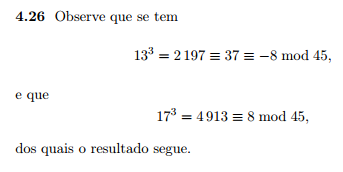 4.26 Observe que se tem
13³ = 2 197 ≡ 37 ≡ −8 mod 45,
e que
17³ = 4 913 ≡ 8 mod 45,
dos quais o resultado segue.